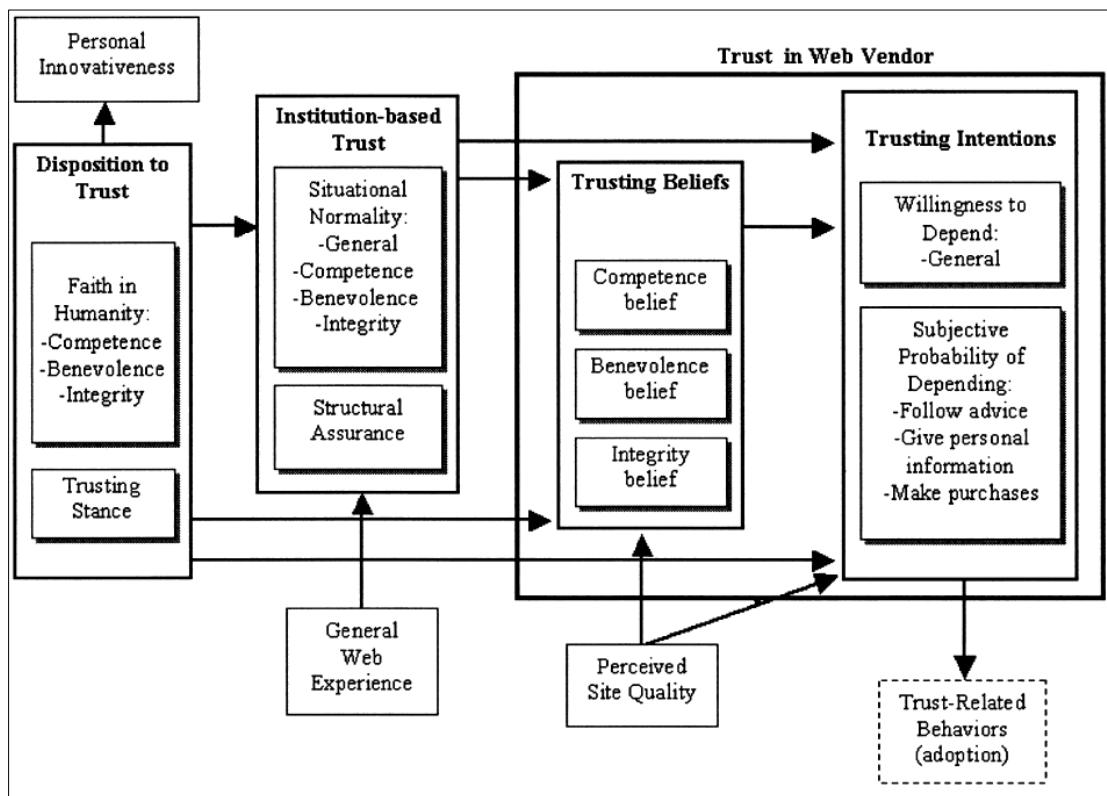 Personal
Innovativeness
Disposition to
Trust
Faith in
Humanity:
-Competence
-Benevolence
-Integrity
Trusting
Stance
Institution-based
Trust
Situational
Normality:
-General
-Competence
-Benevolence
-Integrity
Structural
Assurance
General
Web
Experience
Trust in Web Vendor
Trusting Beliefs
Competence
belief
Benevolence
belief
Integrity
belief
Perceived
Site Quality
Trusting Intentions
Willingness to
Depend:
-General
Subjective
Probability of
Depending:
-Follow advice
-Give personal
information
-Make purchases
Trust-Related
Behaviors
(adoption)